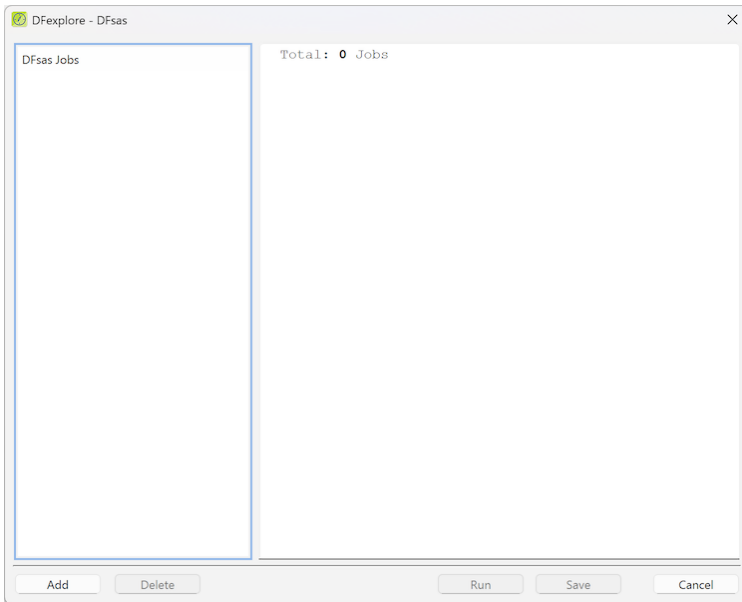 DFexplore - DFsas
DFsas Jobs
Total: 0 Jobs
Add Delete Run Save Cancel